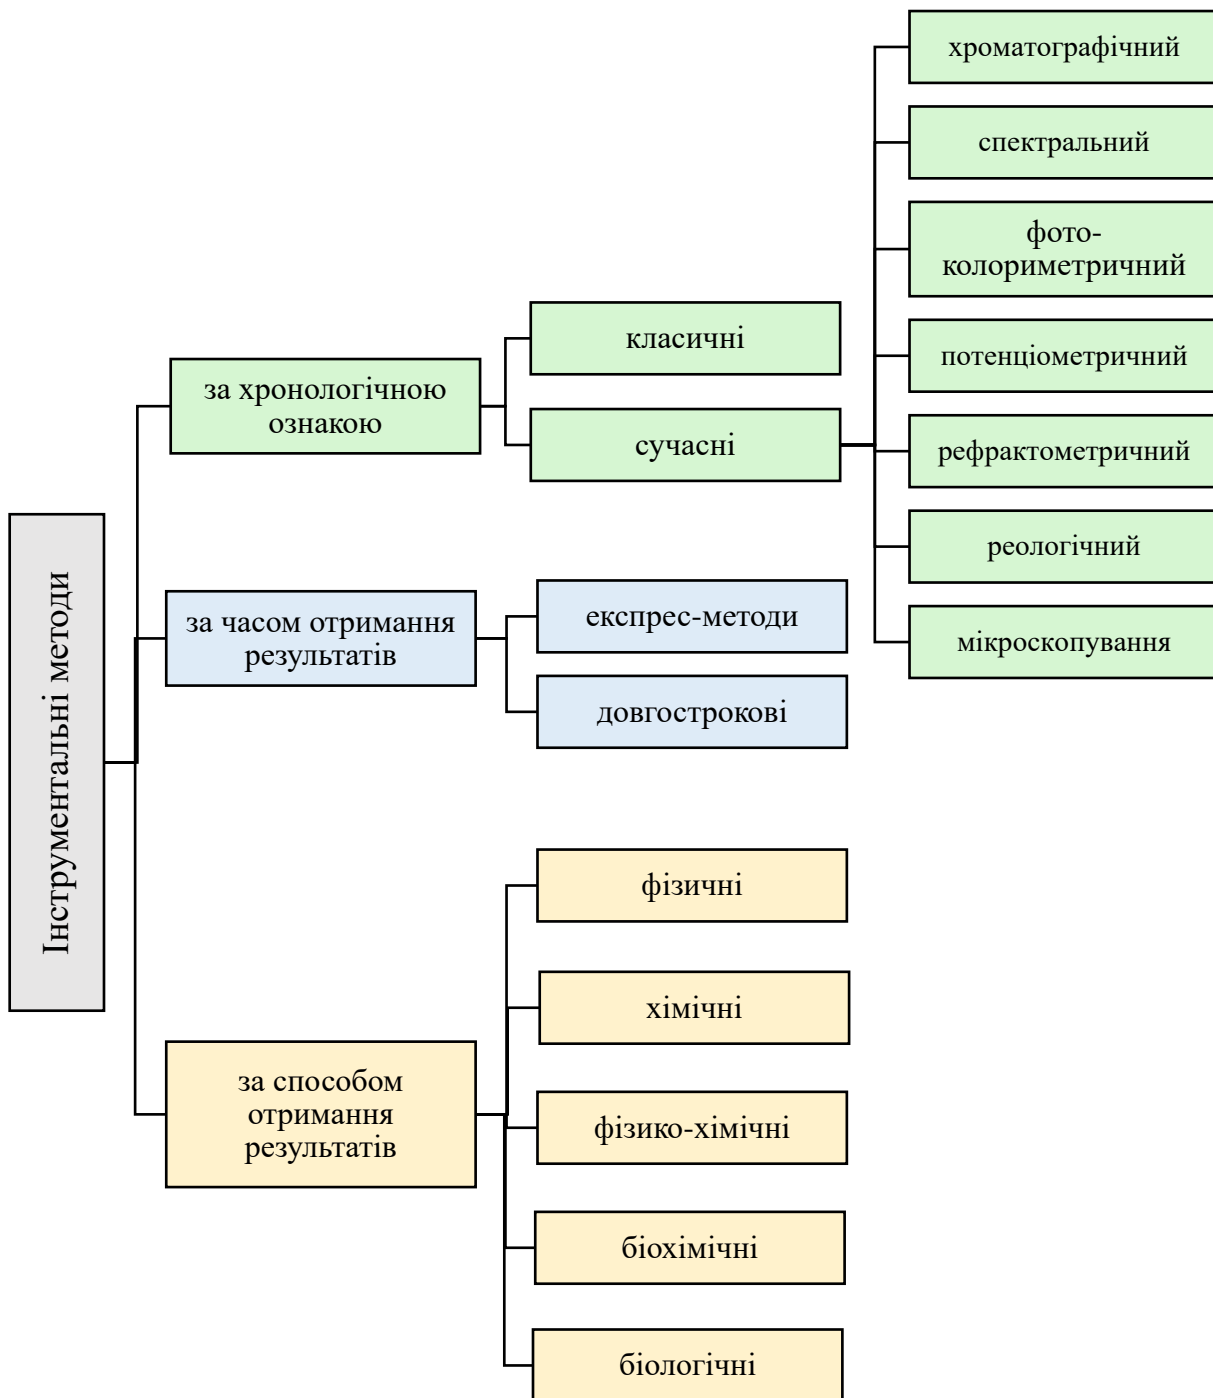 Інструментальні методи
за хронологічною
ознакою
класичні
сучасні
хроматографічний
спектральний
фото-
колориметричний
потенціометричний
рефрактометричний
реологічний
мікроскопування
за часом отримання
результатів
експрес-методи
довгострокові
за способом
отримання
результатів
фізичні
хімічні
фізико-хімічні
біохімічні
біологічні